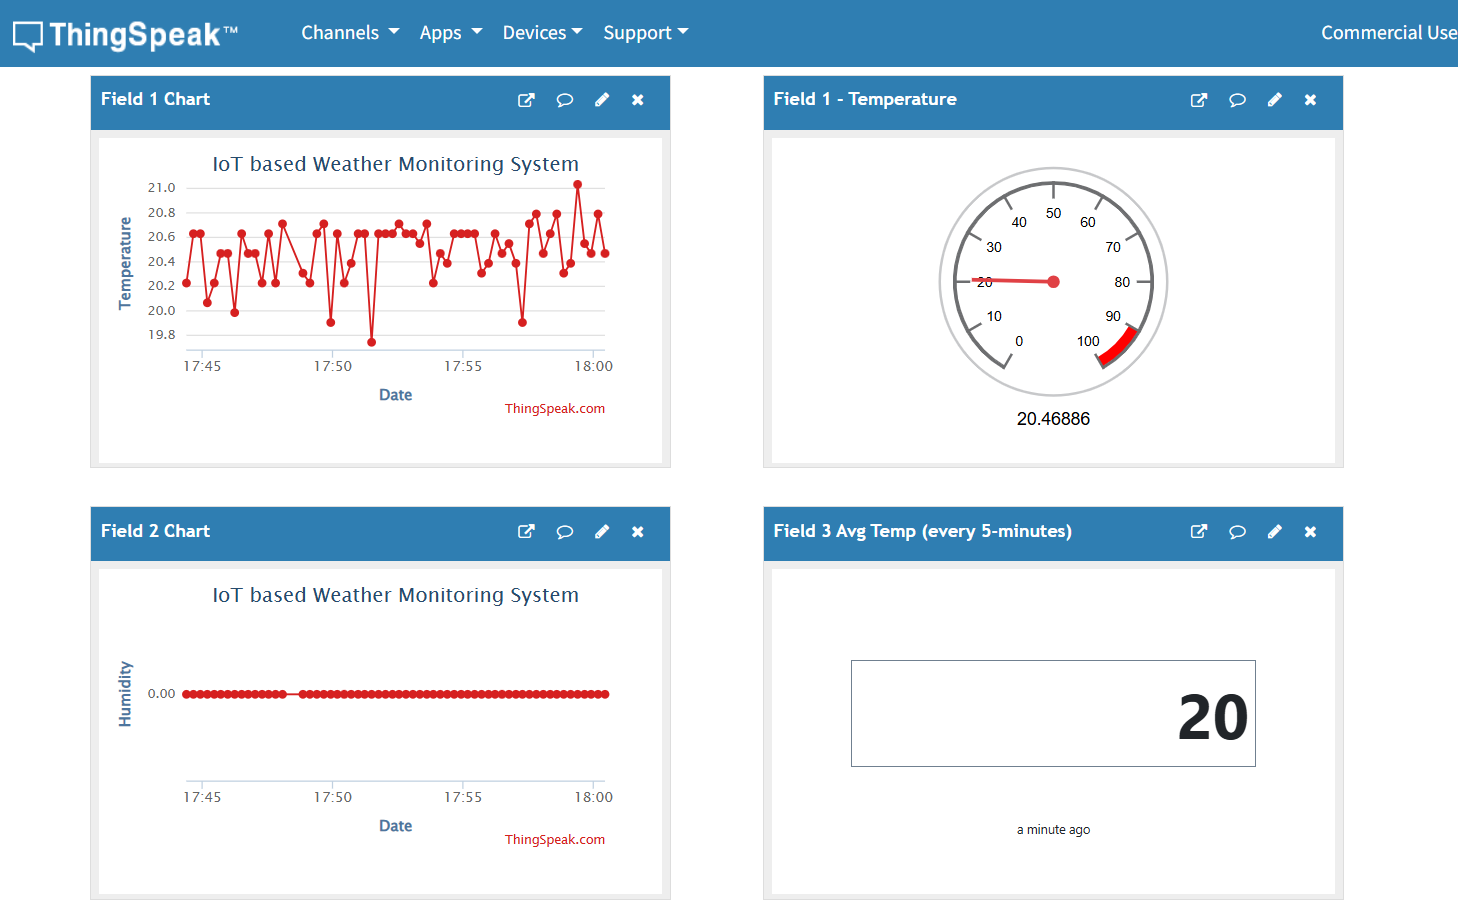 ThingSpeak™
Channels Apps Devices Support
Commercial Use
Field 1 Chart
IoT based Weather Monitoring System
Temperature
21.0
20.8
20.6
20.4
20.2
20.0
19.8
17:45 17:50 17:55 18:00
Date
ThingSpeak.com
Field 1 - Temperature
0
10
20
30
40
50
60
70
80
90
100
20.46886
Field 2 Chart
IoT based Weather Monitoring System
Humidity
0.00
17:45 17:50 17:55 18:00
Date
ThingSpeak.com
Field 3 Avg Temp (every 5-minutes)
20
a minute ago